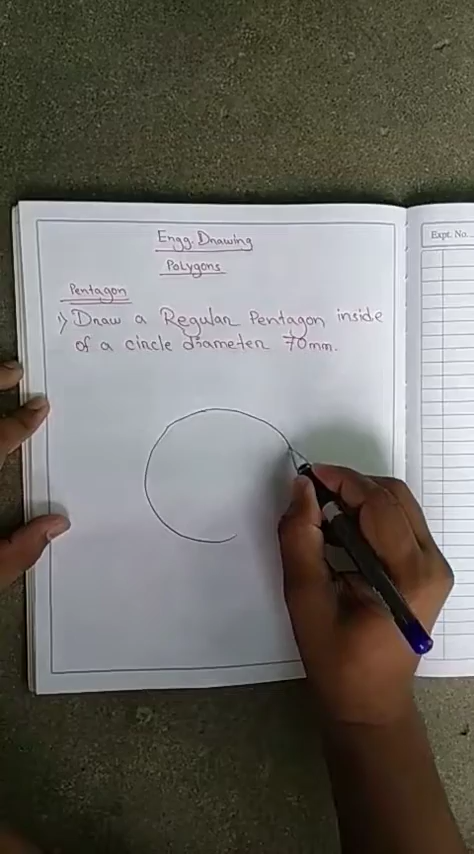 Engg. Drawing
Polygons
Pentagon
1) Draw a Regular Pentagon inside
of a circle diameter 70mm.
Expt. No...